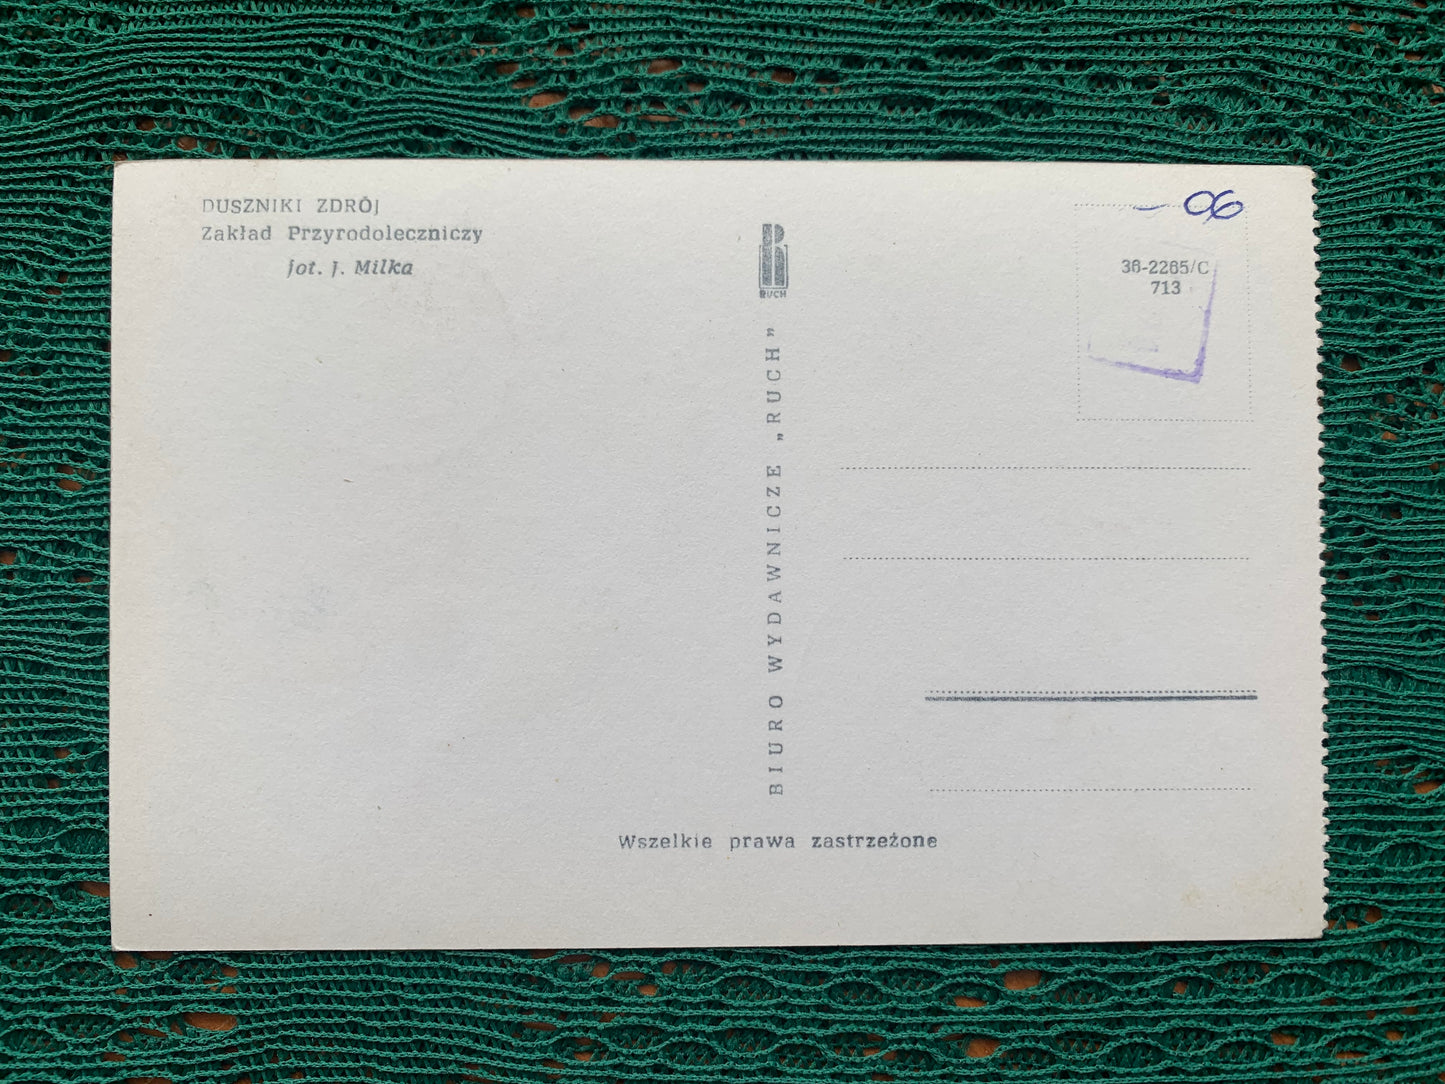 DUSZNIKI ZDRÓJ
Zakład Przyrodoleczniczy
fot. J. Milka
RUCH
BIURO WYDAWNICZE „RUCH”
— 06
36-2265/C
713
Wszelkie prawa zastrzeżone